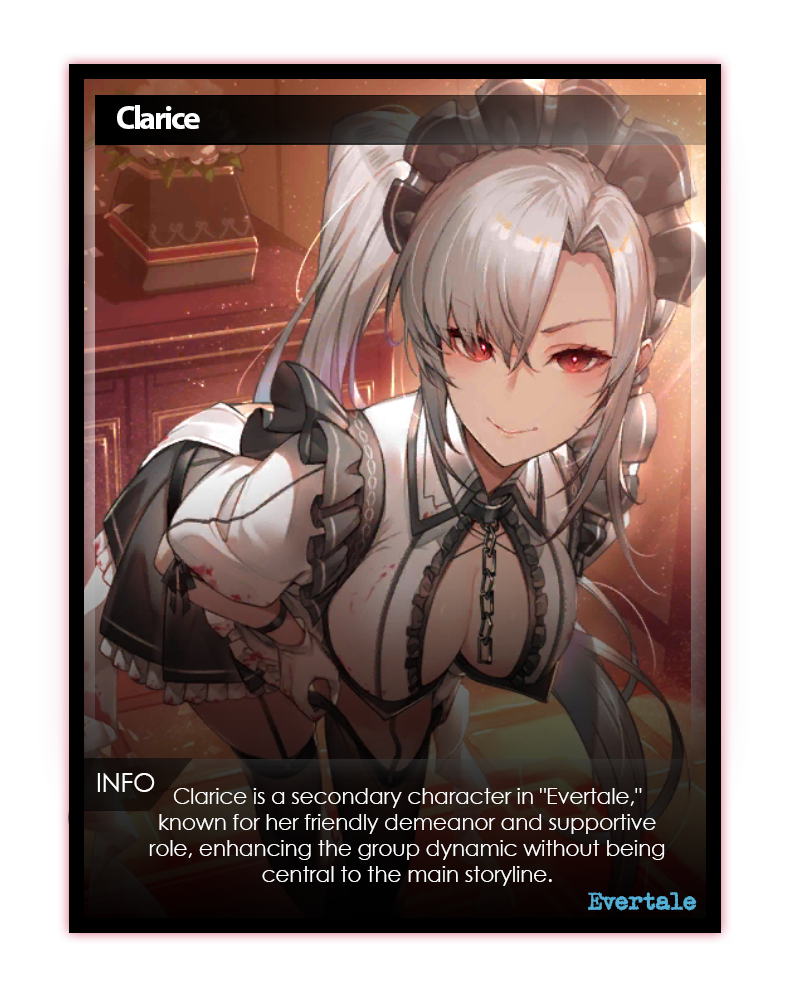 Clarice
INFO
Clarice is a secondary character in "Evertale,"
known for her friendly demeanor and supportive
role, enhancing the group dynamic without being
central to the main storyline.
Evertale